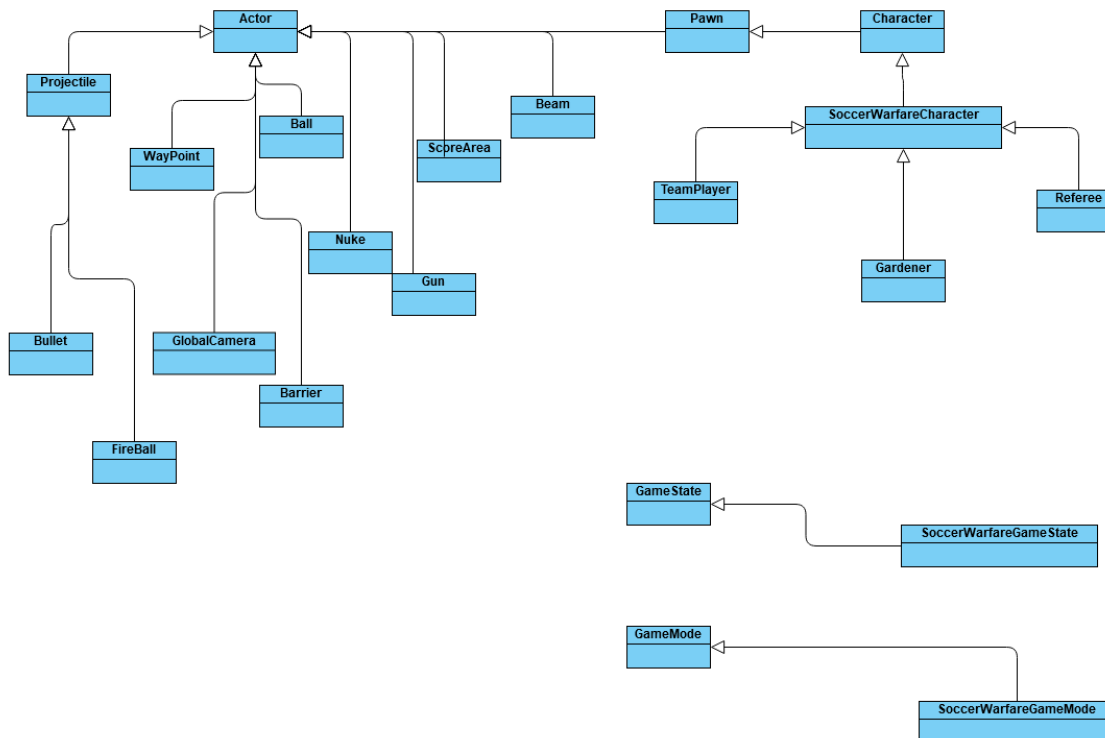 Actor
Pawn
Character
Projectile
Beam
Ball
SoccerWarfareCharacter
WayPoint
ScoreArea
TeamPlayer
Referee
Nuke
Gun
Gardener
Bullet
GlobalCamera
Barrier
FireBall
GameState
SoccerWarfareGameState
GameMode
SoccerWarfareGameMode